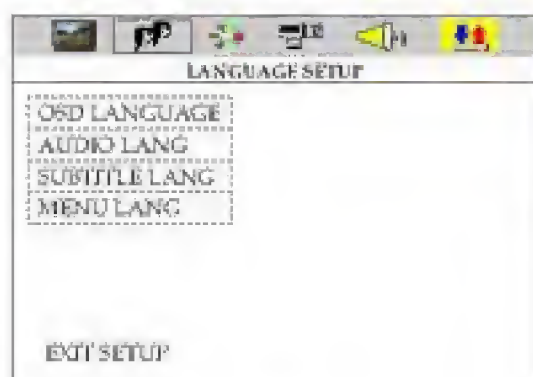 LANGUAGE SETUP
OSD LANGUAGE
AUDIO LANG
SUBTITLE LANG
MENU LANG
EXIT SETUP